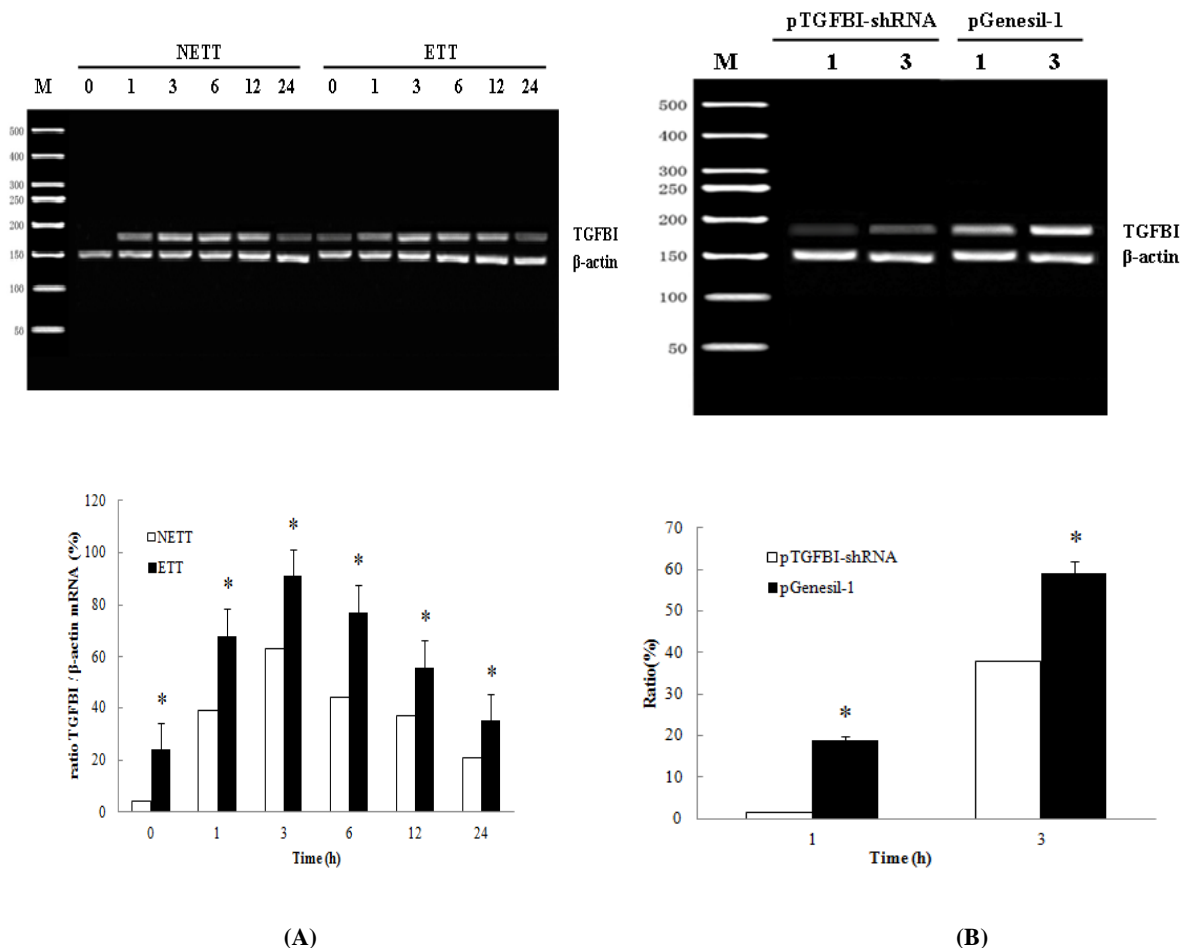 NETT ETT
M 0 1 3 6 12 24 0 1 3 6 12 24
500
400
300
250
200
150
100
50
TGFBI
β-actin
pTGFBI-shRNA pGenesil-1
M 1 3 1 3
500
400
300
250
200
150
100
50
TGFBI
β-actin
ratio TGFBI / β-actin mRNA (%)
120
100
80
60
40
20
0
NETT
ETT
* * * * * *
0 1 3 6 12 24
Time (h)
(A)
Ratio(%)
70
60
50
40
30
20
10
0
pTGFBI-shRNA
pGenesil-1
* *
1 3
Time (h)
(B)